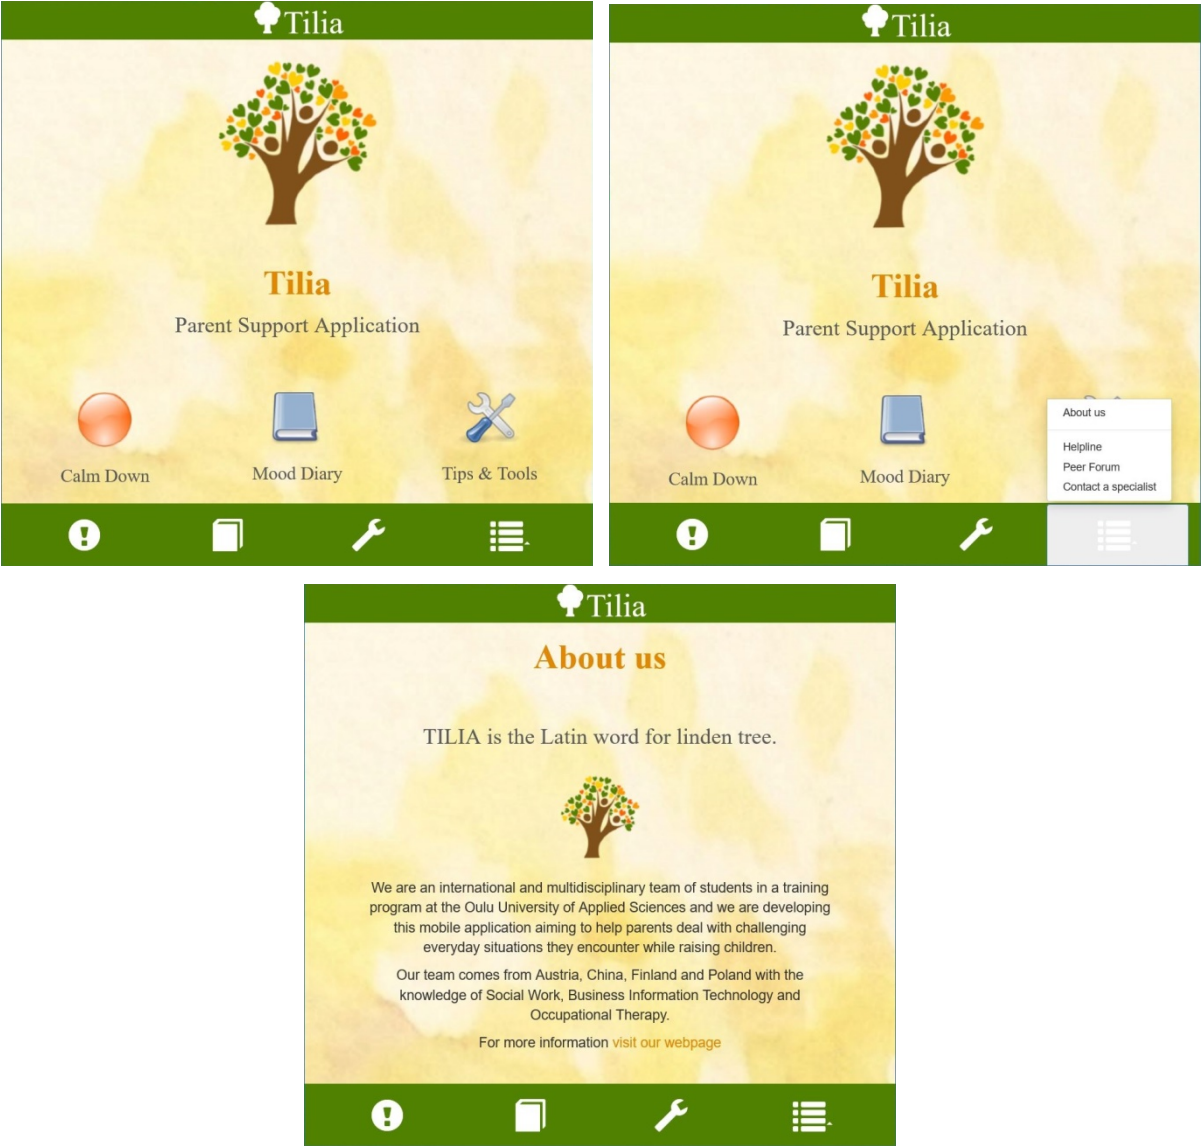 Tilia
Tilia
Parent Support Application
Calm Down
Mood Diary
Tips & Tools
Tilia
Tilia
Parent Support Application
Calm Down
Mood Diary
About us
Helpline
Peer Forum
Contact a specialist
Tilia
About us
TILIA is the Latin word for linden tree.
We are an international and multidisciplinary team of students in a training
program at the Oulu University of Applied Sciences and we are developing
this mobile application aiming to help parents deal with challenging
everyday situations they encounter while raising children.
Our team comes from Austria, China, Finland and Poland with the
knowledge of Social Work, Business Information Technology and
Occupational Therapy.
For more information visit our webpage